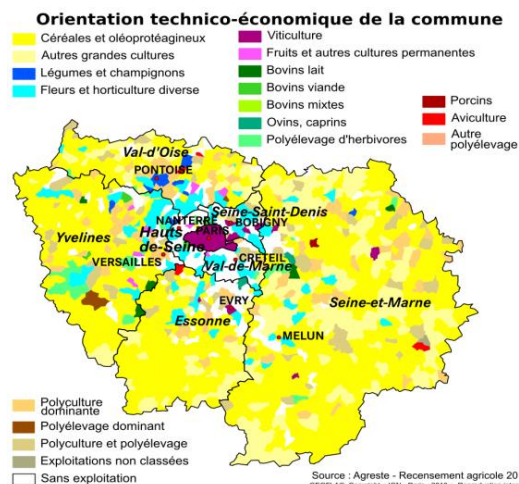 Orientation technico-économique de la commune
Céréales et oléoprotéagineux
Autres grandes cultures
Légumes et champignons
Fleurs et horticulture diverse
Viticulture
Fruits et autres cultures permanentes
Bovins lait
Bovins viande
Bovins mixtes
Ovins, caprins
Polyélevage d'herbivores
Porcins
Aviculture
Autre
polyélevage
Val-d'Oise
PONTOISE
Seine-Saint-Denis
NANTERRE
BOBIGNY
PARIS
Yvelines
Hauts
de-Seine
VERSAILLES
CRETEIL
Val-de-Marne
Seine-et-Marne
EVRY
Essonne
MELUN
Polyculture
dominante
Polyélevage dominant
Polyculture et polyélevage
Exploitations non classées
Sans exploitation
Source : Agreste - Recensement agricole 20